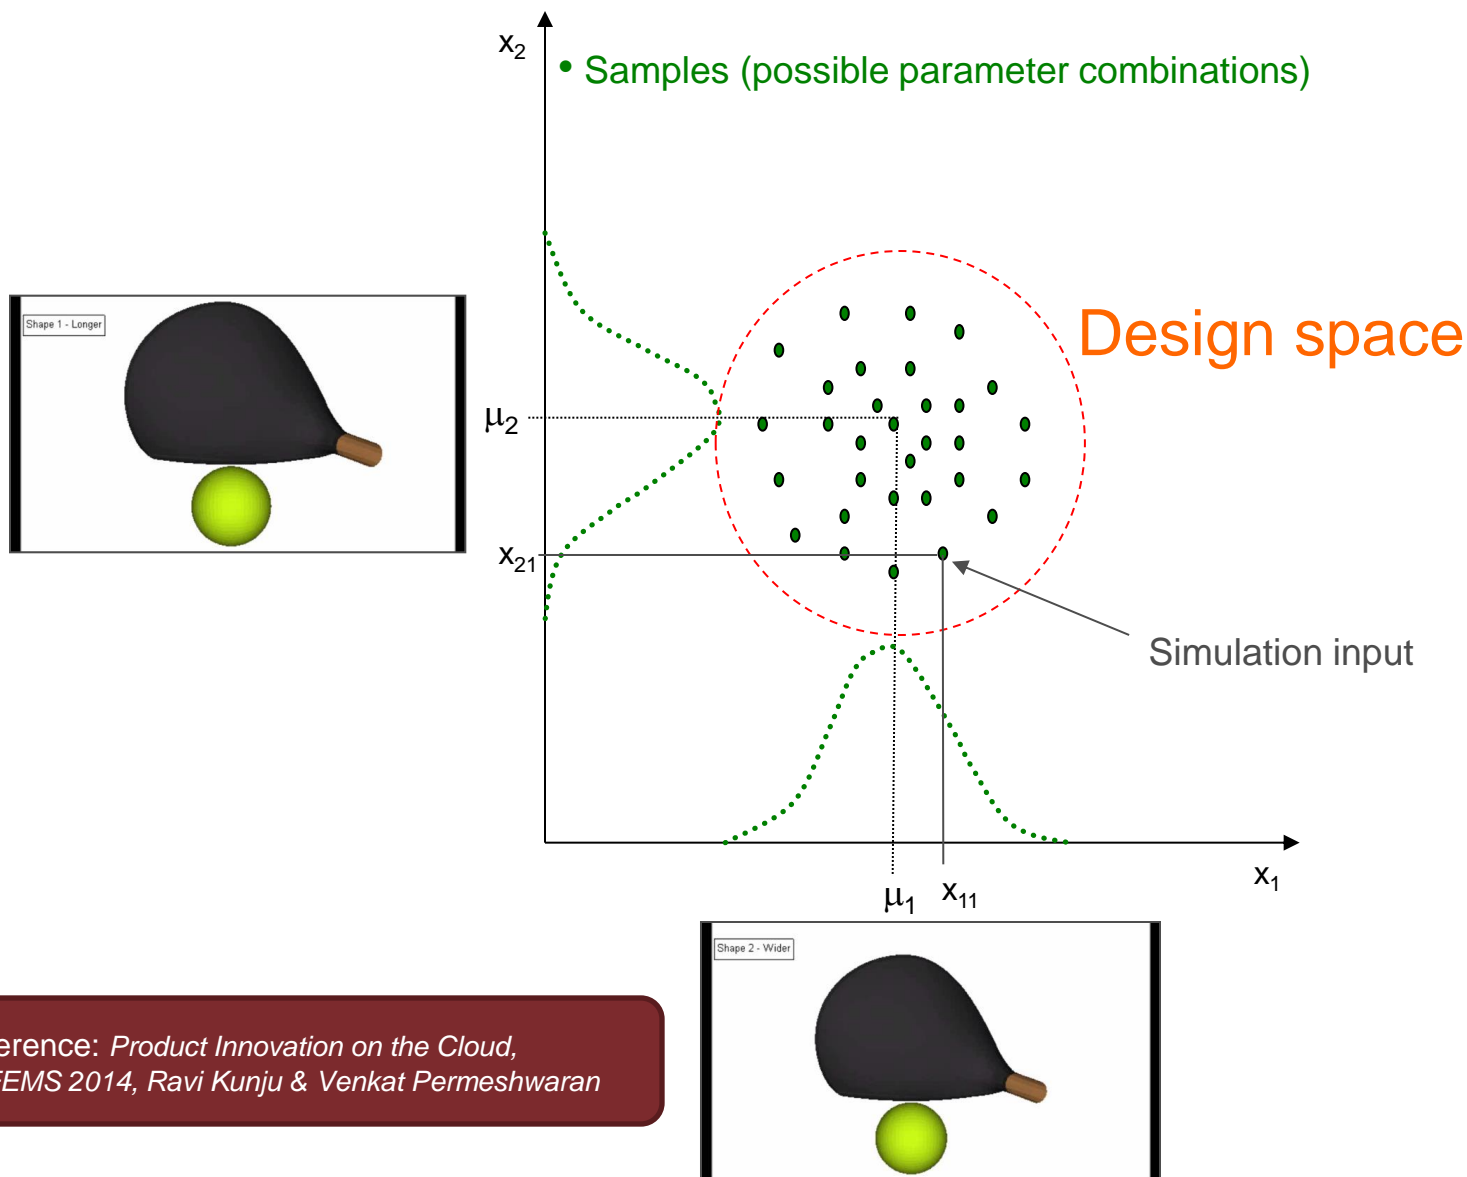 x2
• Samples (possible parameter combinations)
Shape 1 - Longer
Design space
μ2
x21
Simulation input
x1
μ1 x11
Shape 2 - Wider
erence: Product Innovation on the Cloud,
EMS 2014, Ravi Kunju & Venkat Permeshwaran